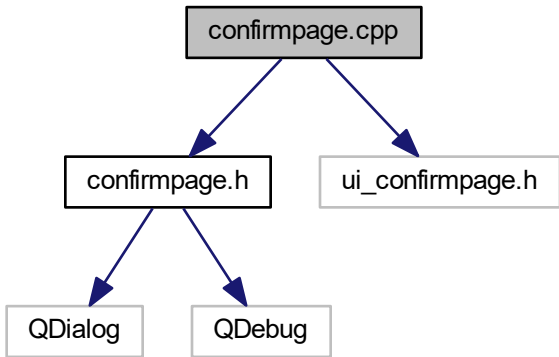 confirmpage.cpp
confirmpage.h
ui_confirmpage.h
QDialog
QDebug